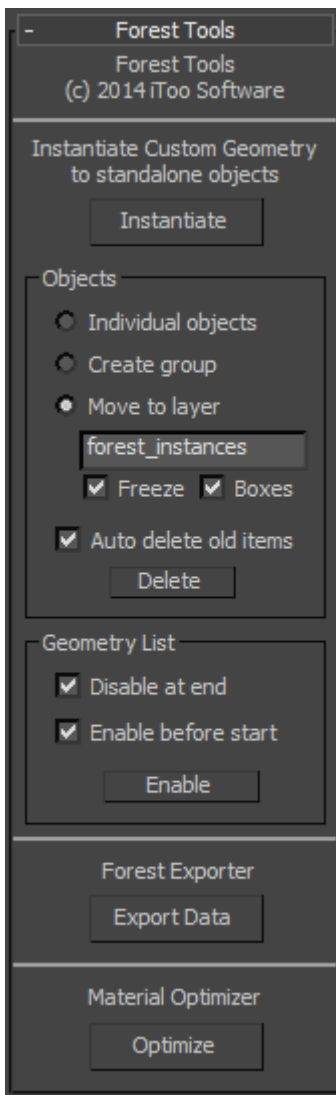 - Forest Tools
Forest Tools
(c) 2014 iToo Software
Instantiate Custom Geometry
to standalone objects
Instantiate
Objects
Individual objects
Create group
Move to layer
forest_instances
Freeze Boxes
Auto delete old items
Delete
Geometry List
Disable at end
Enable before start
Enable
Forest Exporter
Export Data
Material Optimizer
Optimize